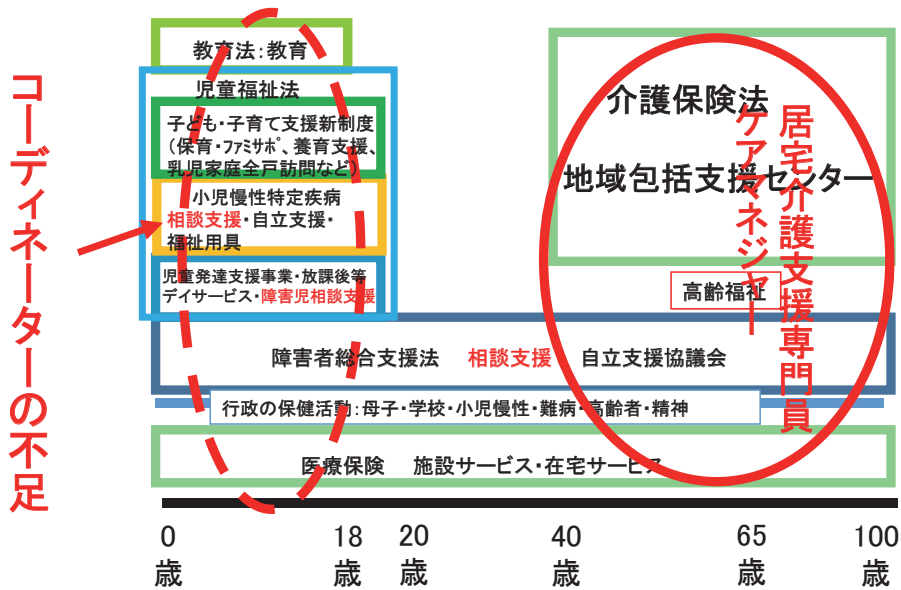 コーディネーターの不足
教育法：教育
児童福祉法
子ども・子育て支援新制度
（保育・ファミサポ、養育支援、
乳児家庭全戸訪問など）
小児慢性特定疾病
相談支援・自立支援・
福祉用具
児童発達支援事業・放課後等
デイサービス・障害児相談支援
介護保険法
地域包括支援センター
居宅介護支援専門員
ケアマネジャー
高齢福祉
障害者総合支援法　相談支援　自立支援協議会
行政の保健活動：母子・学校・小児慢性・難病・高齢者・精神
医療保険　施設サービス・在宅サービス
0 18 20 40 65 100
歳 歳 歳 歳 歳 歳